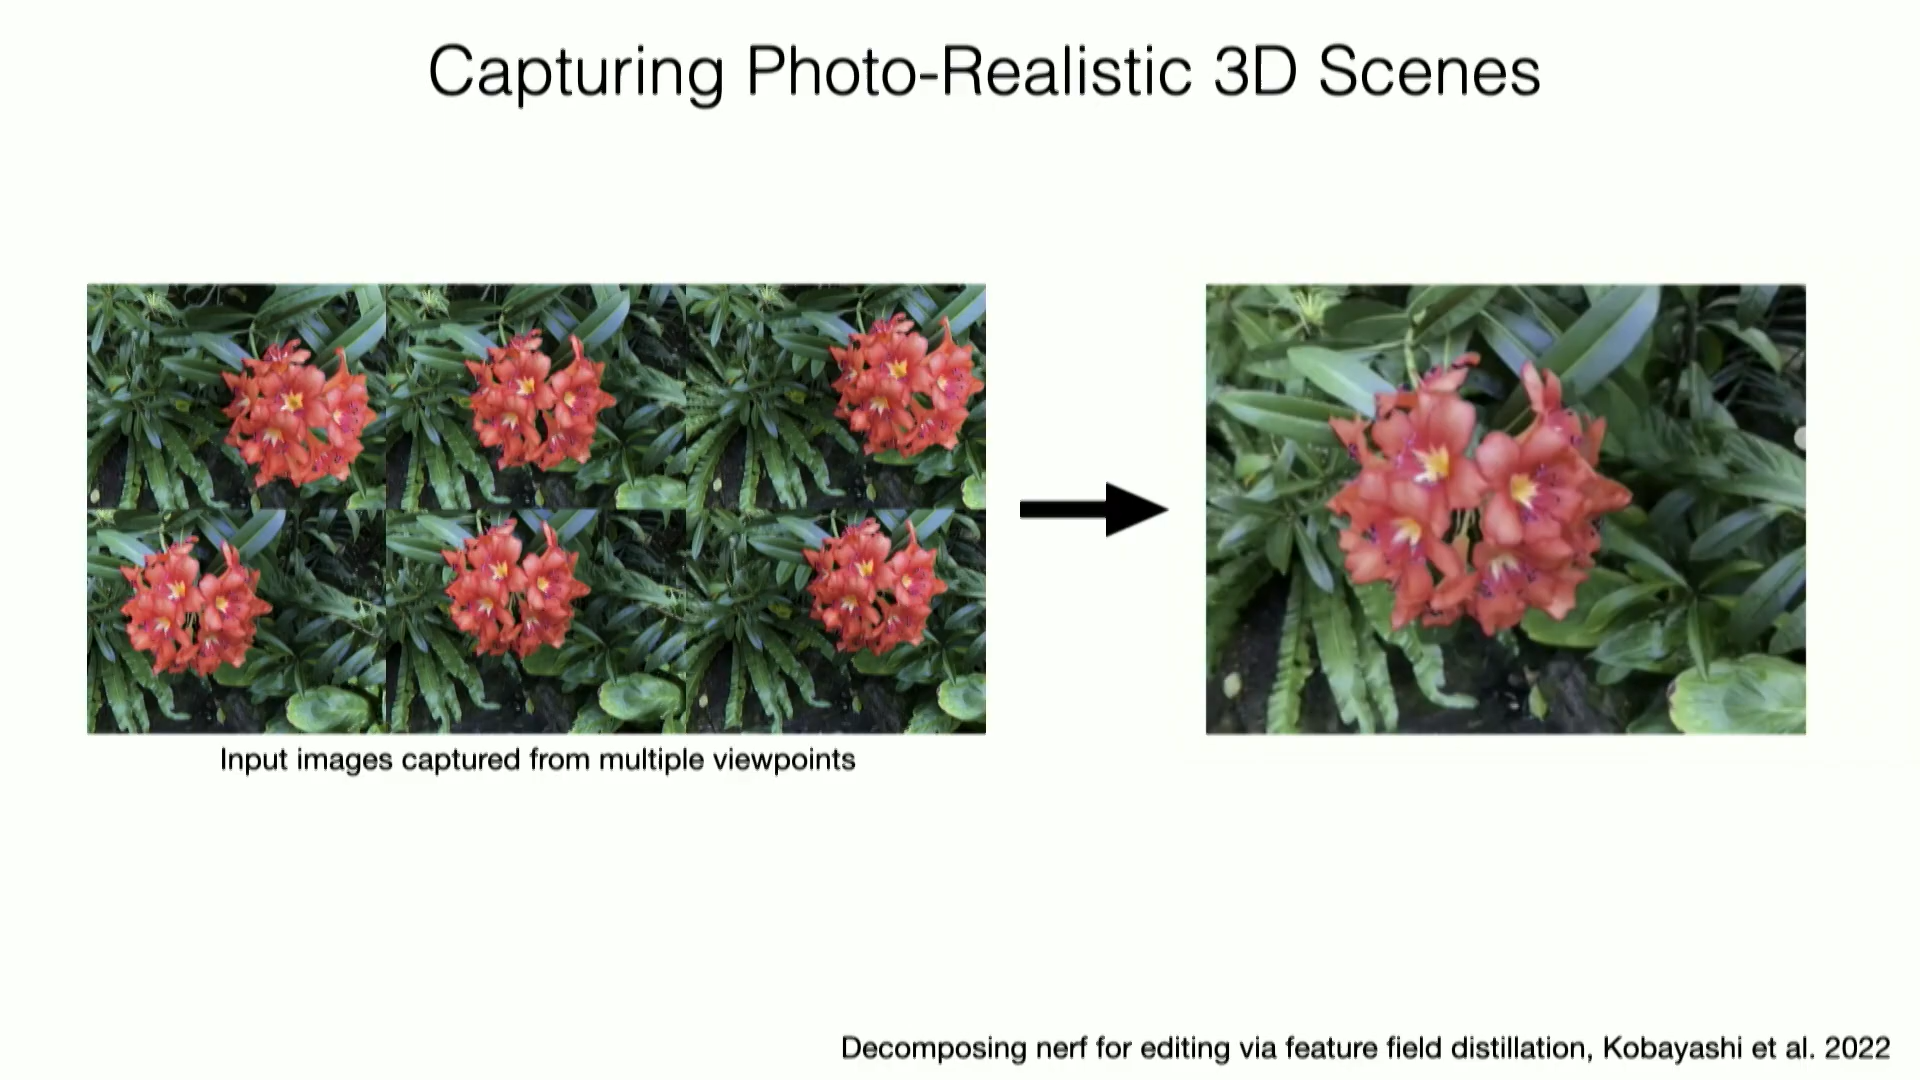 Capturing Photo-Realistic 3D Scenes
Input images captured from multiple viewpoints
Decomposing nerf for editing via feature field distillation, Kobayashi et al. 2022